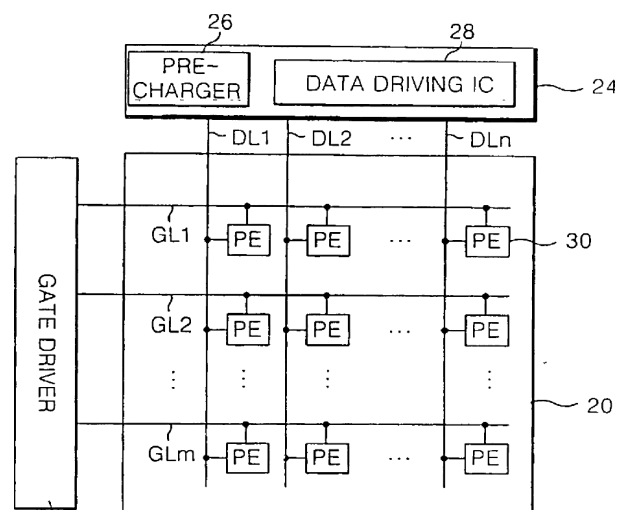 26
28
PRE-
CHARGER
DATA DRIVING IC
24
DL1
DL2
...
DLn
GL1
PE
PE
...
PE
30
GATE DRIVER
GL2
PE
PE
...
PE
20
GLm
PE
PE
...
PE